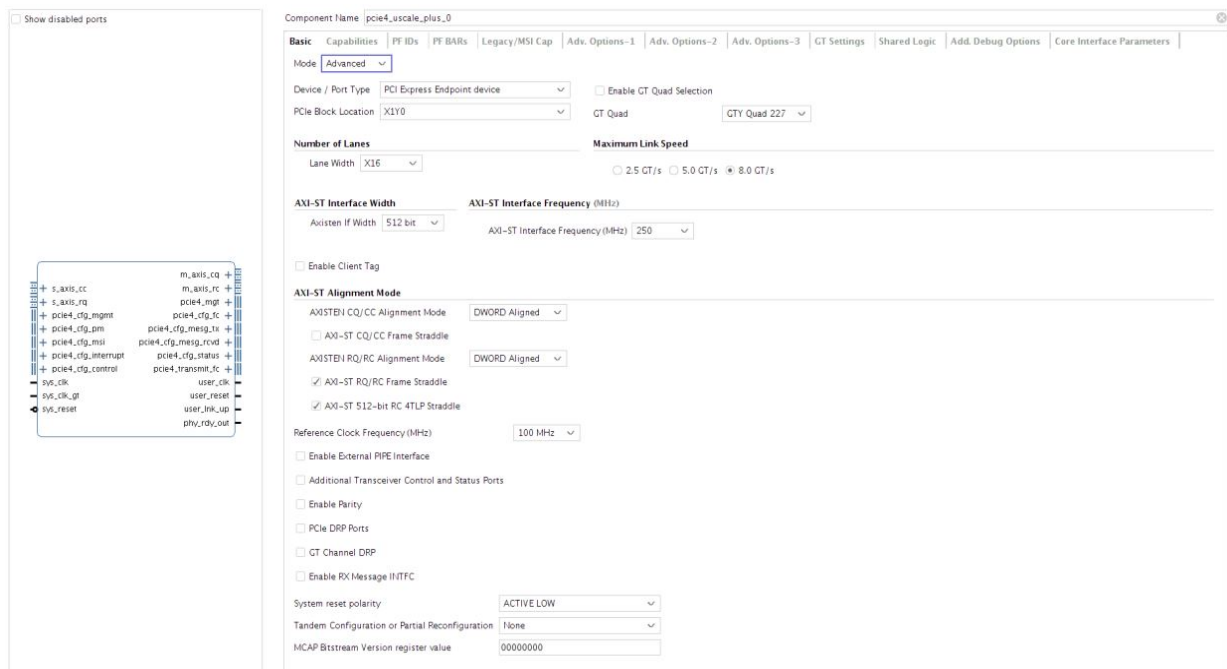 Show disabled ports
Component Name pcie4_uscale_plus_0
Basic Capabilities PF IDs PF BARs Legacy/MSI Cap Adv. Options-1 Adv. Options-2 Adv. Options-3 GT Settings Shared Logic Add. Debug Options Core Interface Parameters
Mode Advanced
Device / Port Type PCI Express Endpoint device Enable GT Quad Selection
PCIe Block Location X1Y0 GT Quad GTY Quad 227
Number of Lanes Maximum Link Speed
Lane Width X16 2.5 GT/s 5.0 GT/s 8.0 GT/s
AXI-ST Interface Width AXI-ST Interface Frequency (MHz)
Axisten If Width 512 bit AXI-ST Interface Frequency (MHz) 250
Enable Client Tag
AXI-ST Alignment Mode
AXISTEN CQ/CC Alignment Mode DWORD Aligned
AXI-ST CQ/CC Frame Straddle
AXISTEN RQ/RC Alignment Mode DWORD Aligned
AXI-ST RQ/RC Frame Straddle
AXI-ST 512-bit RC 4TLP Straddle
Reference Clock Frequency (MHz) 100 MHz
Enable External PIPE Interface
Additional Transceiver Control and Status Ports
Enable Parity
PCIe DRP Ports
GT Channel DRP
Enable RX Message INTFC
System reset polarity ACTIVE LOW
Tandem Configuration or Partial Reconfiguration None
MCAP Bitstream Version register value 00000000
m_axis_cq
s_axis_cc m_axis_rc
s_axis_rq pcie4_mgt
pcie4_cfg_mgmt pcie4_cfg_fc
pcie4_cfg_pm pcie4_cfg_mesg_tx
pcie4_cfg_msi pcie4_cfg_mesg_rcvd
pcie4_cfg_interrupt pcie4_cfg_status
pcie4_cfg_control pcie4_transmit_fc
sys_clk user_clk
sys_clk_gt user_reset
sys_reset user_lnk_up
phy_rdy_out